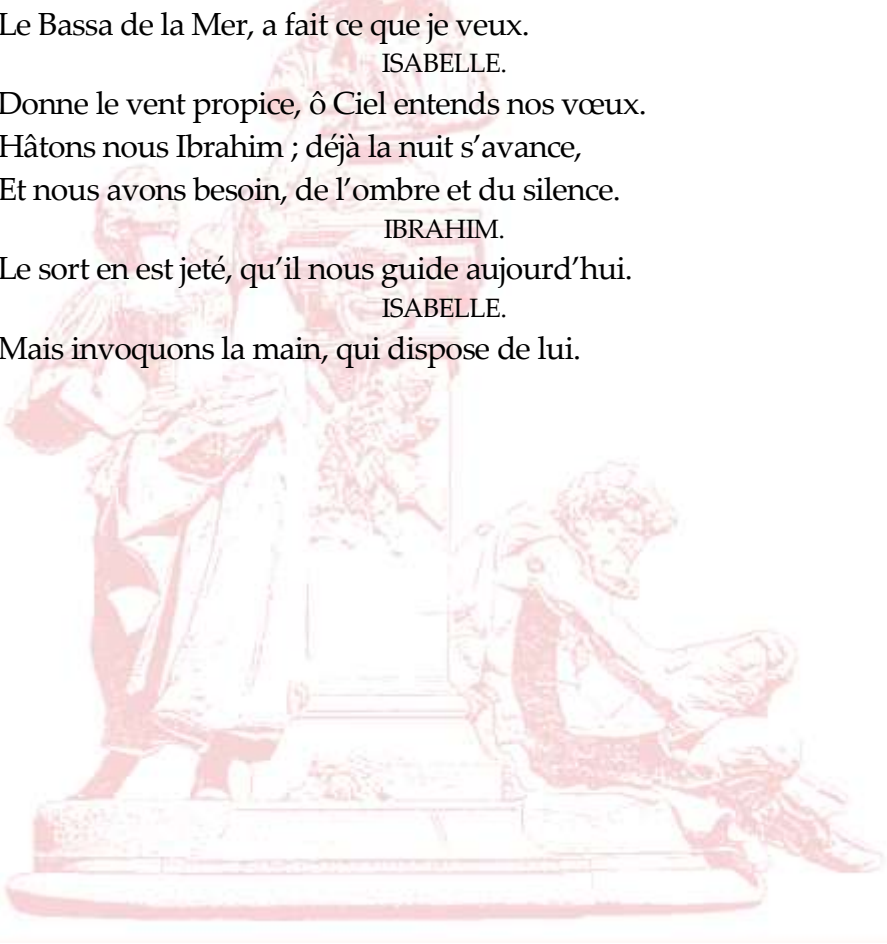 Le Bassa de la Mer, a fait ce que je veux.
ISABELLE.
Donne le vent propice, ô Ciel entends nos vœux.
Hâtons nous Ibrahim ; déjà la nuit s’avance,
Et nous avons besoin, de l’ombre et du silence.
IBRAHIM.
Le sort en est jeté, qu’il nous guide aujourd’hui.
ISABELLE.
Mais invoquons la main, qui dispose de lui.